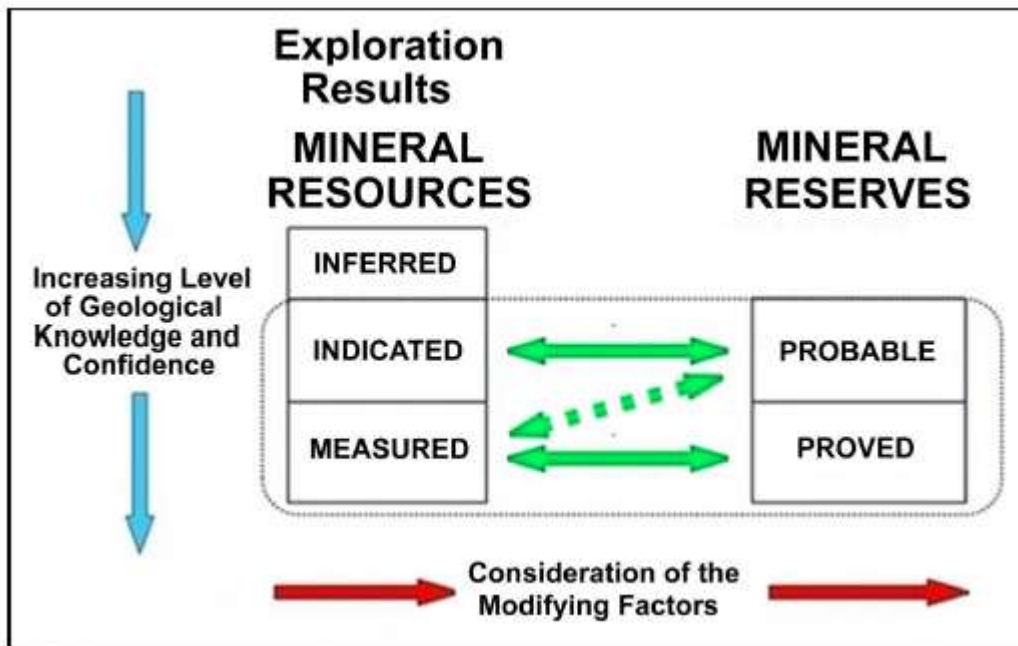 Exploration
Results
MINERAL
RESOURCES
MINERAL
RESERVES
INFERRED
INDICATED
MEASURED
PROBABLE
PROVED
Increasing Level
of Geological
Knowledge and
Confidence
Consideration of the
Modifying Factors